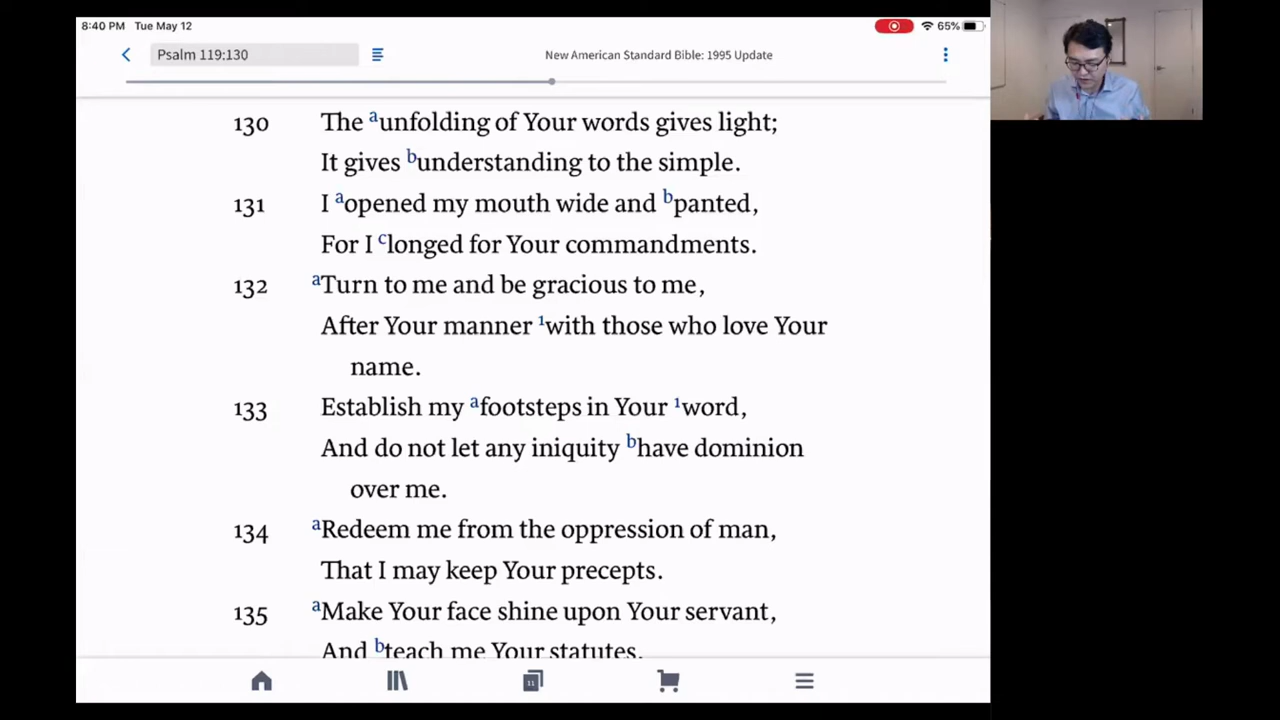 8:40 PM Tue May 12
65%
Psalm 119:130
New American Standard Bible: 1995 Update
130 The aunfolding of Your words gives light;
It gives bunderstanding to the simple.
131 I aopened my mouth wide and bpanted,
For I clonged for Your commandments.
132 aTurn to me and be gracious to me,
After Your manner 1with those who love Your
name.
133 Establish my afootsteps in Your 1word,
And do not let any iniquity bhave dominion
over me.
134 aRedeem me from the oppression of man,
That I may keep Your precepts.
135 aMake Your face shine upon Your servant,
And bteach me Your statutes.
11